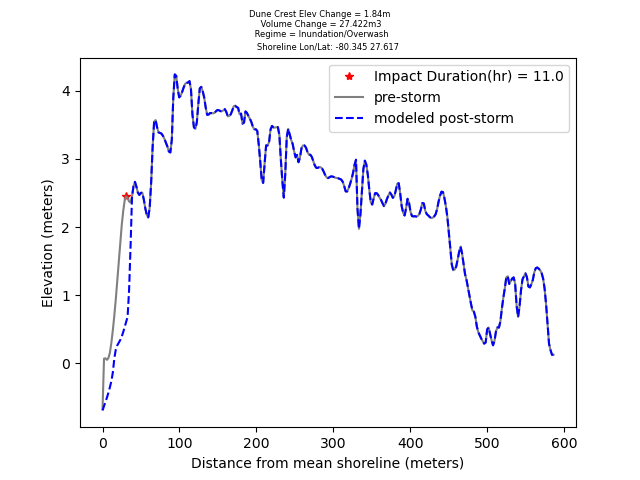 Dune Crest Elev Change = 1.84m
Volume Change = 27.422m3
Regime = Inundation/Overwash
Shoreline Lon/Lat: -80.345 27.617
Impact Duration(hr) = 11.0
pre-storm
modeled post-storm
Elevation (meters)
4
3
2
1
0
0 100 200 300 400 500 600
Distance from mean shoreline (meters)